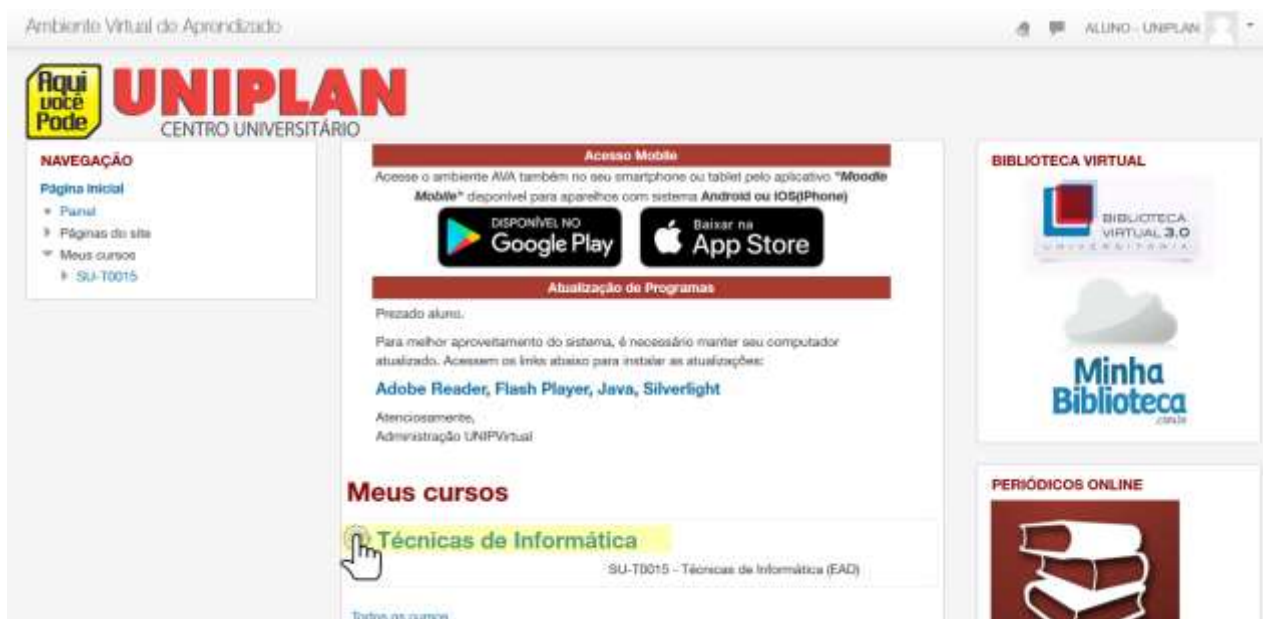 Ambiente Virtual de Aprendizado
ALUNO - UNIPLAN
Aqui
você
Pode
UNIPLAN
CENTRO UNIVERSITÁRIO
NAVEGAÇÃO
Página Inicial
Painel
Páginas do site
Meus cursos
SU-T0015
Acesso Mobile
Acesse o ambiente AVA também no seu smartphone ou tablet pelo aplicativo "Moodle
Mobile" disponível para aparelhos com sistema Android ou IOS(IPhone)
DISPONÍVEL NO
Google Play
Baixar na
App Store
Atualização de Programas
Prezado aluno,
Para melhor aproveitamento do sistema, é necessário manter seu computador
atualizado. Acessem os links abaixo para instalar as atualizações:
Adobe Reader, Flash Player, Java, Silverlight
Atenciosamente,
Administração UNIPVirtual
Meus cursos
Técnicas de Informática
SU-T0015 - Técnicas de Informática (EAD)
Todos os cursos
BIBLIOTECA VIRTUAL
BIBLIOTECA
VIRTUAL 3.0
UNIVERSITÁRIA
Minha
Biblioteca
.com.br
PERIÓDICOS ONLINE